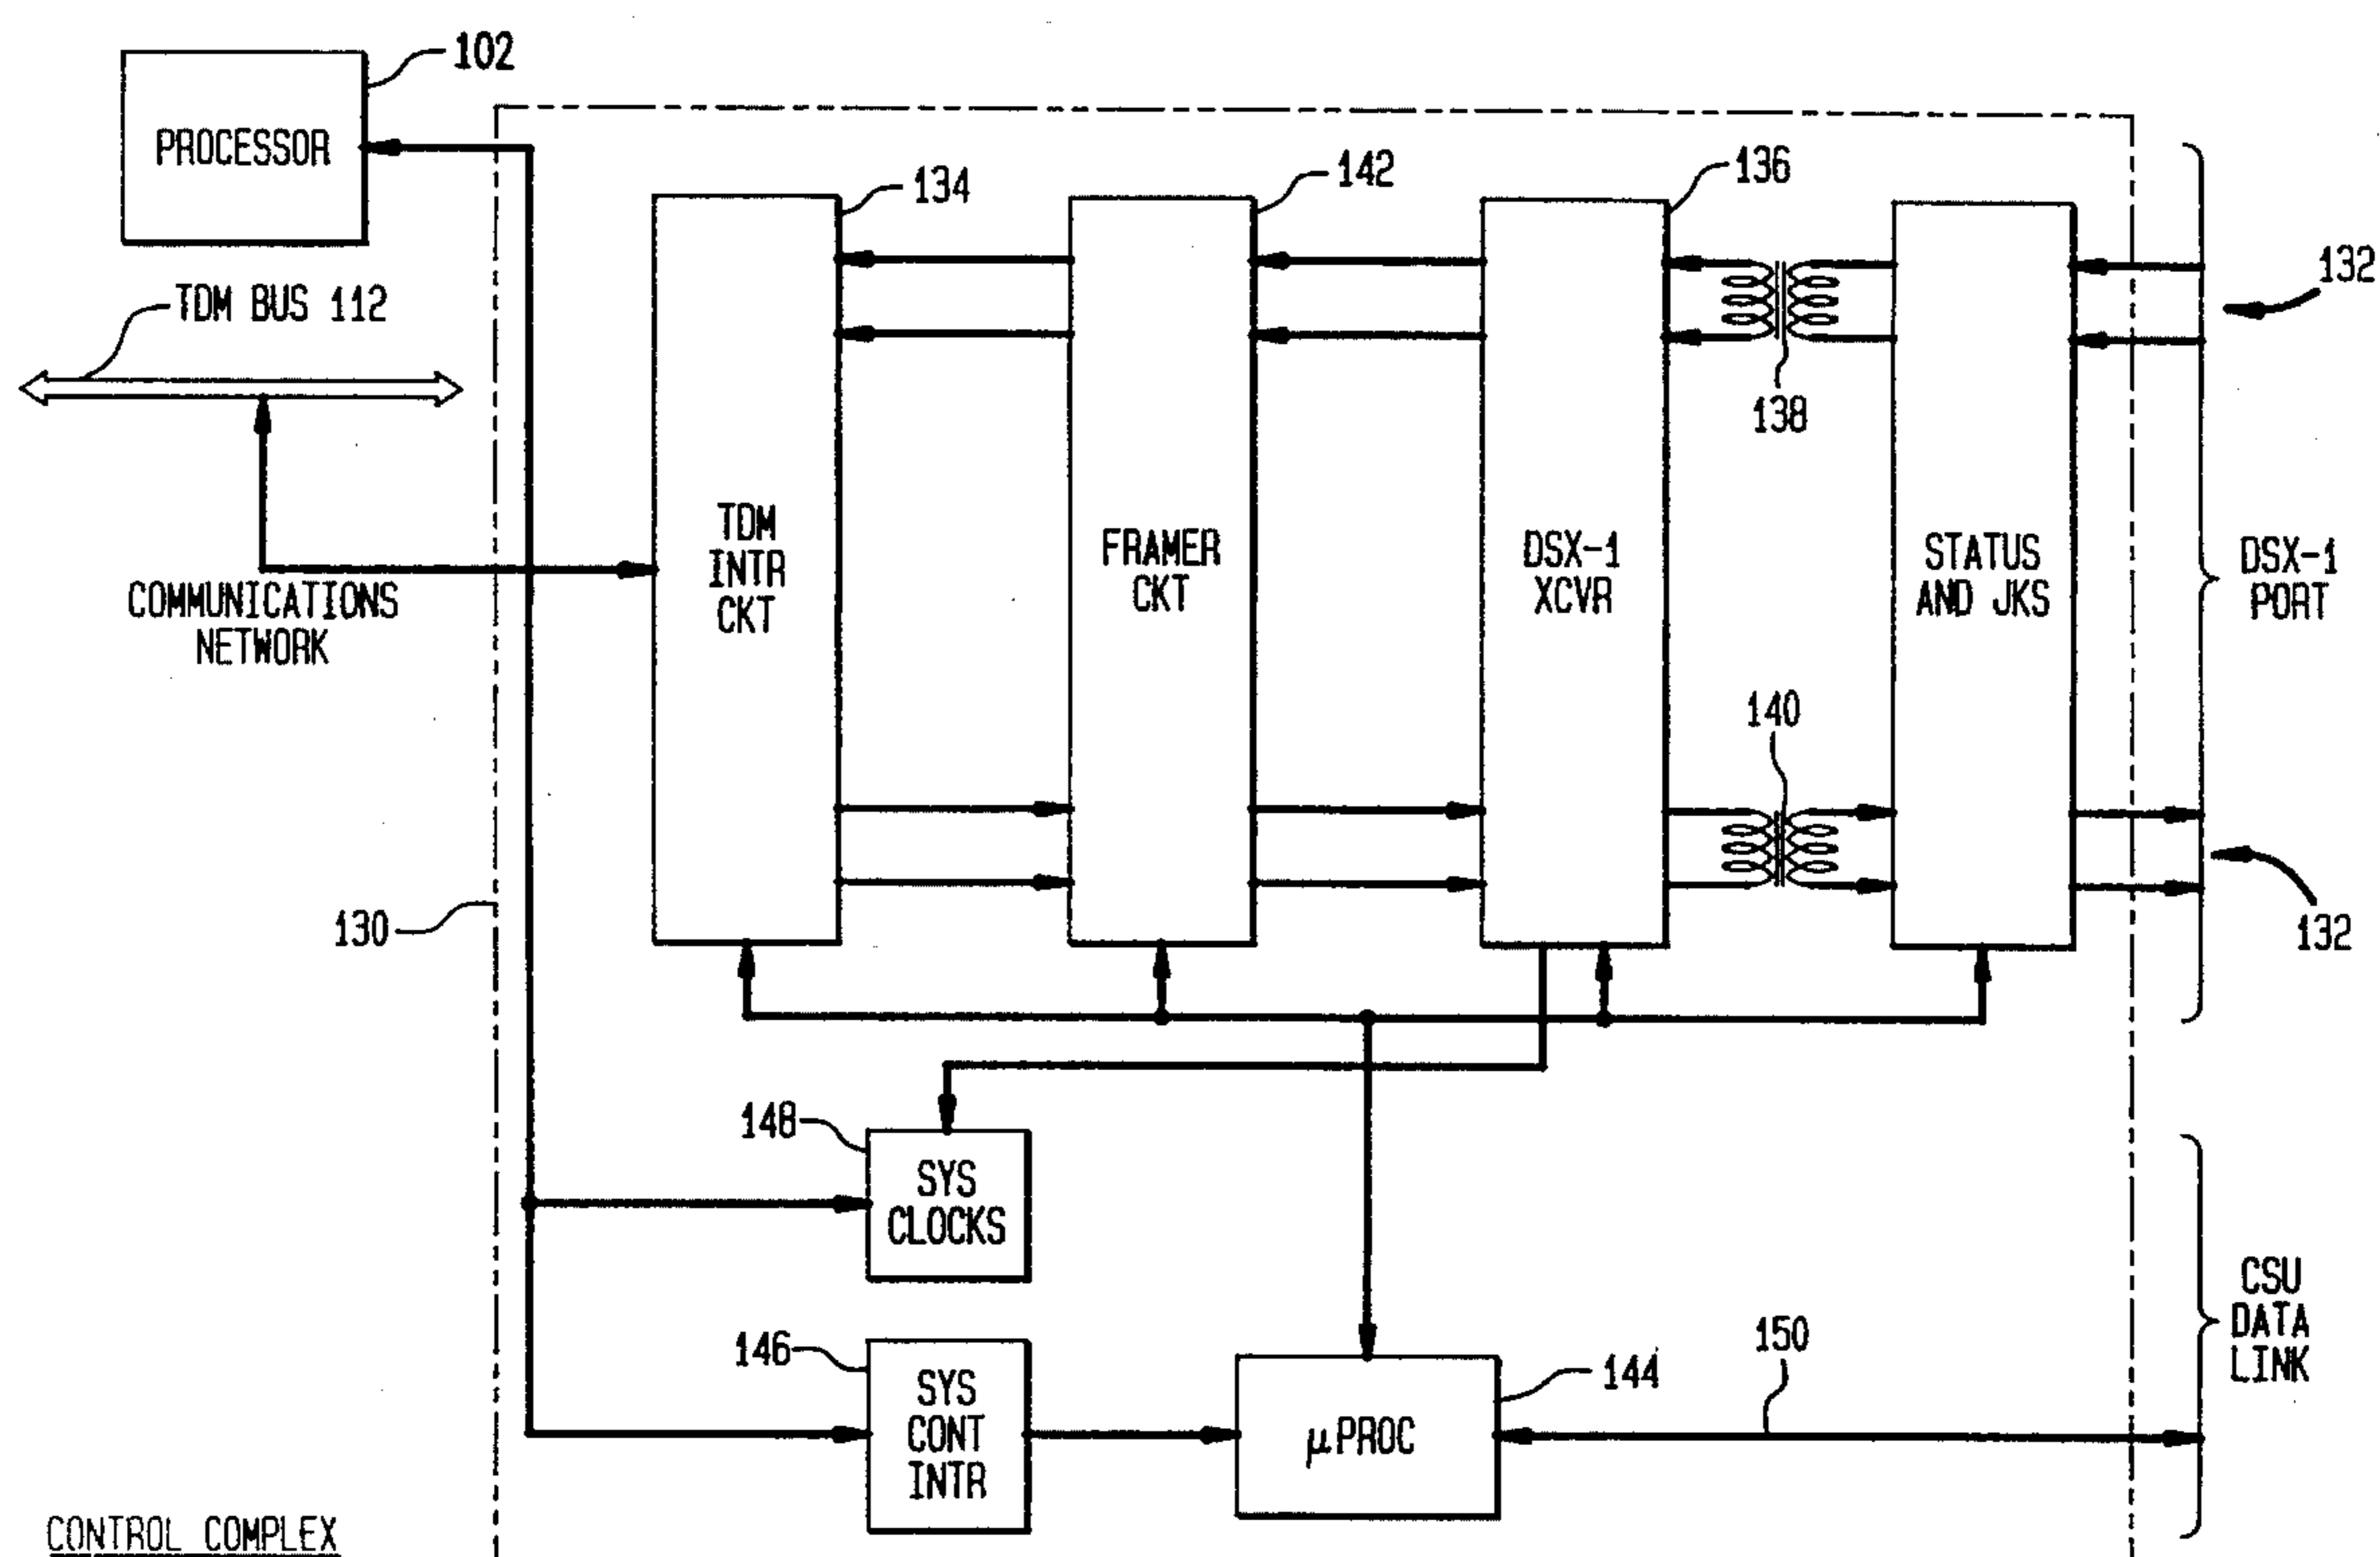 102
PROCESSOR
134
142
136
132
TDM BUS 112
138
TDM
INTR
CKT
FRAMER
CKT
DSX-1
XCVR
STATUS
AND JKS
DSX-1
PORT
COMMUNICATIONS
NETWORK
140
130
132
148
SYS
CLOCKS
CSU
DATA
LINK
146
SYS
CONT
INTR
μPROC
144
150
CONTROL COMPLEX